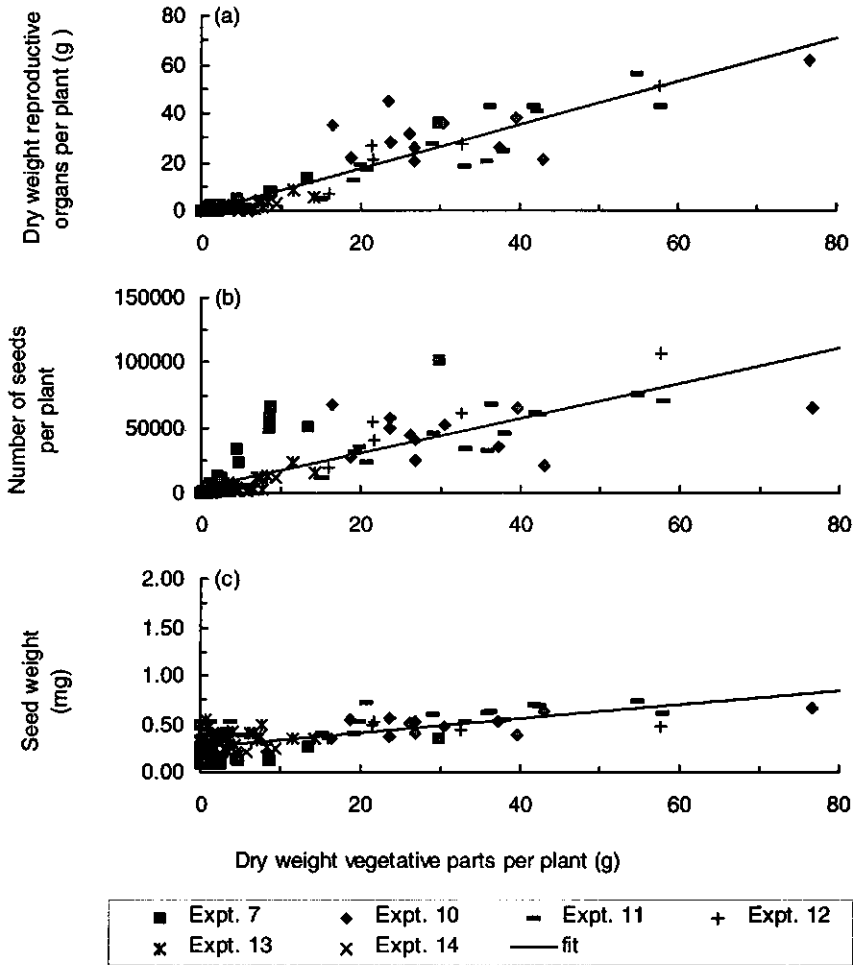 (a)
Dry weight reproductive
organs per plant (g )
80
60
40
20
0
0 20 40 60 80
(b)
Number of seeds
per plant
150000
100000
50000
0
0 20 40 60 80
(c)
Seed weight
(mg)
2.00
1.50
1.00
0.50
0.00
0 20 40 60 80
Dry weight vegetative parts per plant (g)
Expt. 7 Expt. 10 Expt. 11 Expt. 12
Expt. 13 Expt. 14 fit